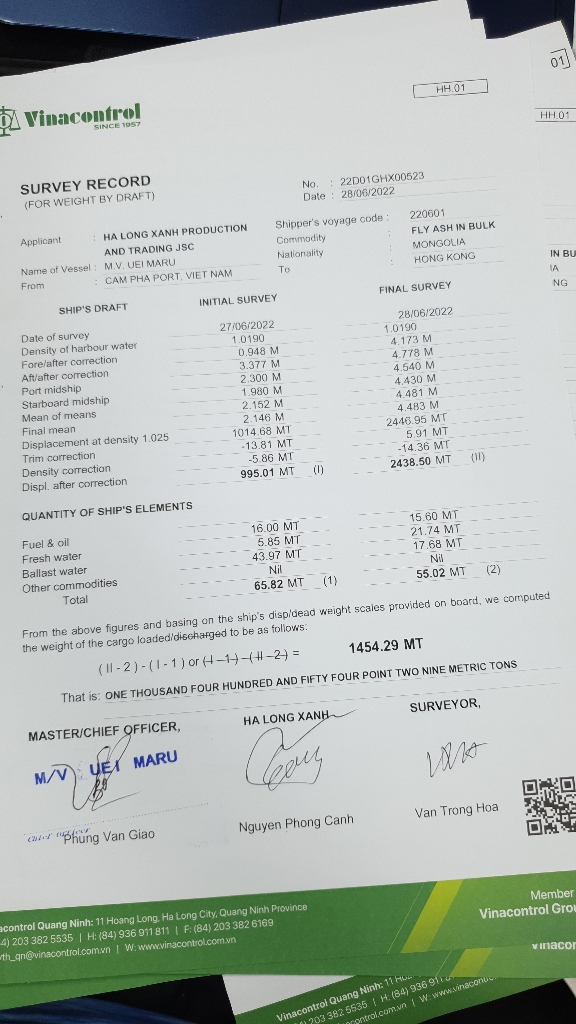 HH.01
Vinacontrol
SINCE 1957
SURVEY RECORD
(FOR WEIGHT BY DRAFT)
No. : 22D01GHX00523
Date : 28/06/2022
Applicant : HA LONG XANH PRODUCTION AND TRADING JSC
Name of Vessel : M.V. UEI MARU
From : CAM PHA PORT, VIET NAM
Shipper's voyage code : 220601
Commodity : FLY ASH IN BULK
Nationality : MONGOLIA
To : HONG KONG
SHIP'S DRAFT INITIAL SURVEY FINAL SURVEY
Date of survey 27/06/2022 28/06/2022
Density of harbour water 1.0190 1.0190
Fore/after correction 0.948 M 4.173 M
Aft/after correction 3.377 M 4.778 M
Port midship 2.300 M 4.540 M
Starboard midship 1.980 M 4.430 M
Mean of means 2.152 M 4.481 M
Final mean 2.146 M 4.483 M
Displacement at density 1.025 1014.68 MT 2446.95 MT
Trim correction -13.81 MT 5.91 MT
Density correction -5.86 MT -14.36 MT
Displ. after correction 995.01 MT (I) 2438.50 MT (II)
QUANTITY OF SHIP'S ELEMENTS
Fuel & oil 16.00 MT 15.60 MT
Fresh water 5.85 MT 21.74 MT
Ballast water 43.97 MT 17.68 MT
Other commodities Nil Nil
Total 65.82 MT (1) 55.02 MT (2)
From the above figures and basing on the ship's disp/dead weight scales provided on board, we computed
the weight of the cargo loaded/discharged to be as follows:
( II - 2 ) - ( I - 1 ) or ( I - 1 ) - ( II - 2 ) = 1454.29 MT
That is: ONE THOUSAND FOUR HUNDRED AND FIFTY FOUR POINT TWO NINE METRIC TONS
MASTER/CHIEF OFFICER, HA LONG XANH SURVEYOR,
M/V UEI MARU
Chief officer
Phung Van Giao Nguyen Phong Canh Van Trong Hoa
Vinacontrol Quang Ninh: 11 Hoang Long, Ha Long City, Quang Ninh Province
4) 203 382 5535 | H: (84) 936 911 811 | F: (84) 203 382 6169
th_qn@vinacontrol.com.vn | W: www.vinacontrol.com.vn
Member
Vinacontrol Grou
vinacor
01
HH.01
IN BU
IA
NG
Vinacontrol Quang Ninh: 11
203 382 5535 | H: (84) 936 911
ontrol.com.vn | W: www.vinacontro